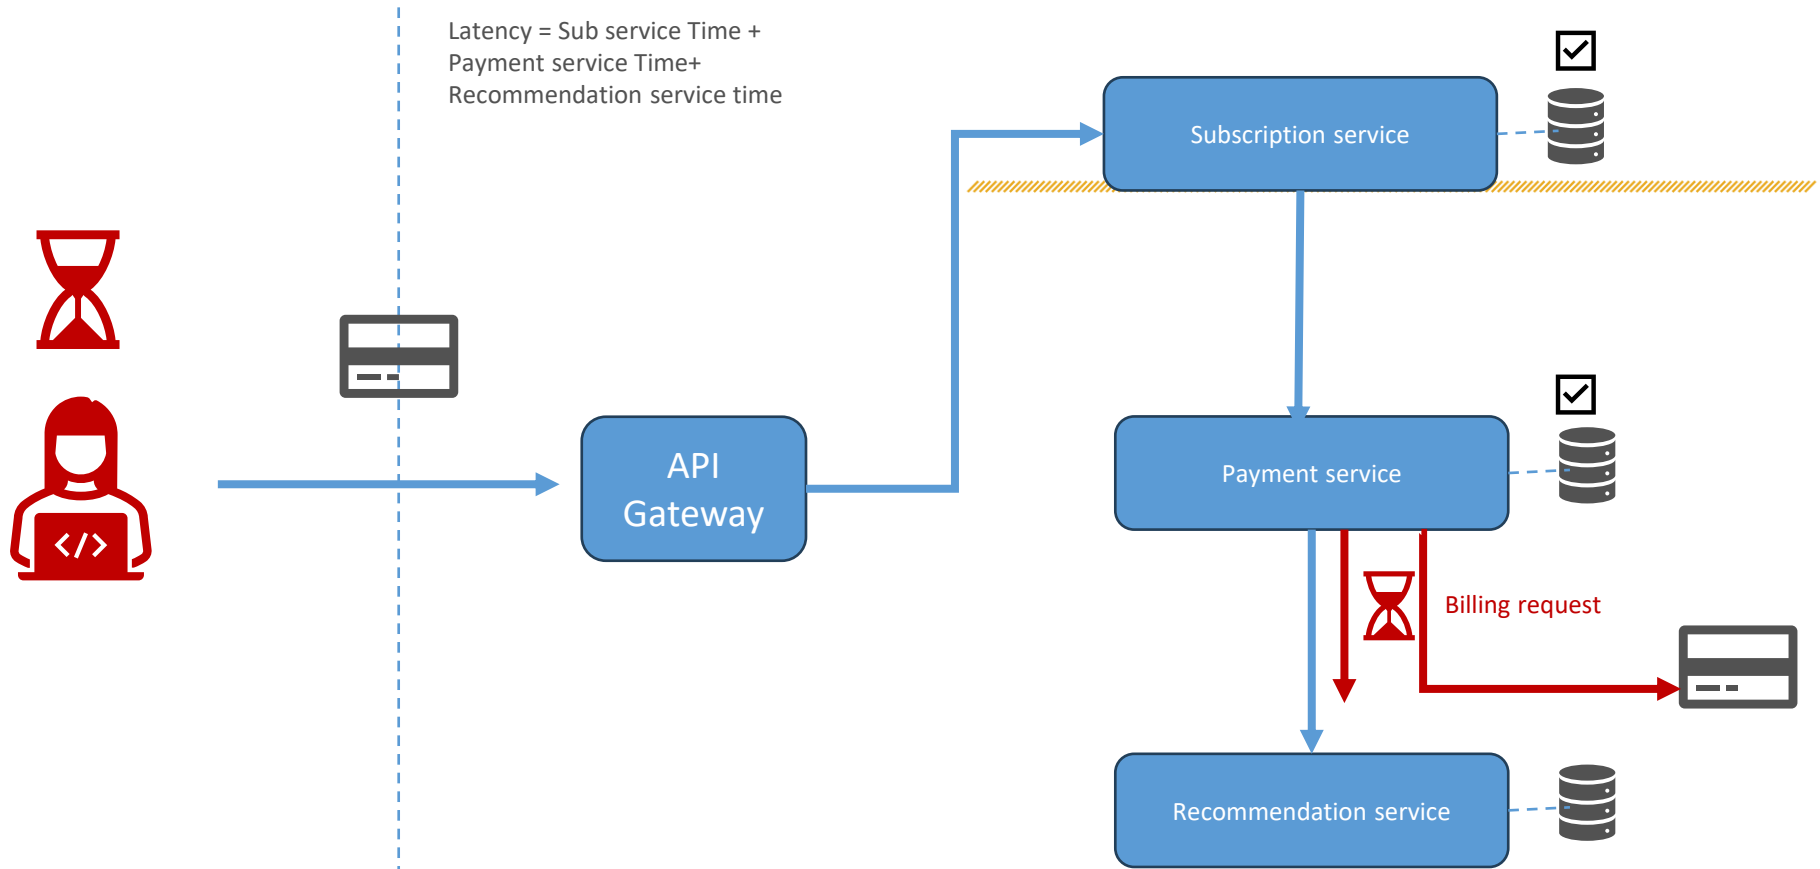 Latency = Sub service Time +
Payment service Time+
Recommendation service time
Subscription service
API
Gateway
Payment service
Billing request
Recommendation service